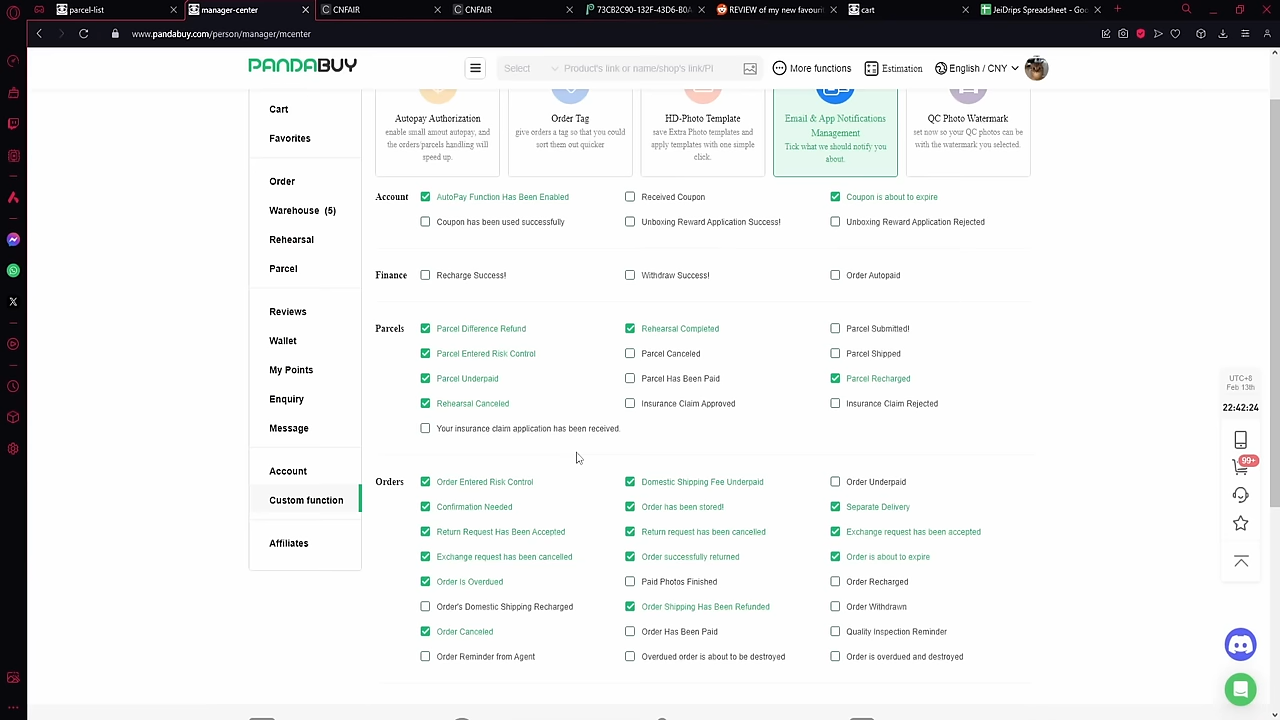 parcel-list
manager-cente
CNFAIR
CNFAIR
73CB2C90-132F-43D6-B0A
REVIEW of my new favouri
cart
JeiDrips Spreadsheet - Goo
www.pandabuy.com/person/manager/mcenter
PANDABUY
Select
Product's link or name/shop's link/Pl
More functions
Estimation
English / CNY
Cart
Favorites
Order
Warehouse (5)
Rehearsal
Parcel
Reviews
Wallet
My Points
Enquiry
Message
Account
Custom function
Affiliates
Autopay Authorization
enable small amout autopay, and
the orders/parcels handling will
speed up.
Order Tag
give orders a tag so that you could
sort them out quicker
HD-Photo Template
save Extra Photo templates and
apply templates with one simple
click.
Email & App Notifications
Management
Tick what we should notify you
about.
QC Photo Watermark
set now so your QC photos can be
with the watermark you selected.
Account
AutoPay Function Has Been Enabled
Received Coupon
Coupon is about to expire
Coupon has been used successfully
Unboxing Reward Application Success!
Unboxing Reward Application Rejected
Finance
Recharge Success!
Withdraw Success!
Order Autopaid
Parcels
Parcel Difference Refund
Rehearsal Completed
Parcel Submitted!
Parcel Entered Risk Control
Parcel Canceled
Parcel Shipped
Parcel Underpaid
Parcel Has Been Paid
Parcel Recharged
Rehearsal Canceled
Insurance Claim Approved
Insurance Claim Rejected
Your insurance claim application has been received.
Orders
Order Entered Risk Control
Domestic Shipping Fee Underpaid
Order Underpaid
Confirmation Needed
Order has been stored!
Separate Delivery
Return Request Has Been Accepted
Return request has been cancelled
Exchange request has been accepted
Exchange request has been cancelled
Order successfully returned
Order is about to expire
Order Is Overdued
Paid Photos Finished
Order Recharged
Order's Domestic Shipping Recharged
Order Shipping Has Been Refunded
Order Withdrawn
Order Canceled
Order Has Been Paid
Quality Inspection Reminder
Order Reminder from Agent
Overdued order is about to be destroyed
Order is overdued and destroyed
UTC+8
Feb 13th
22:42:24
99+